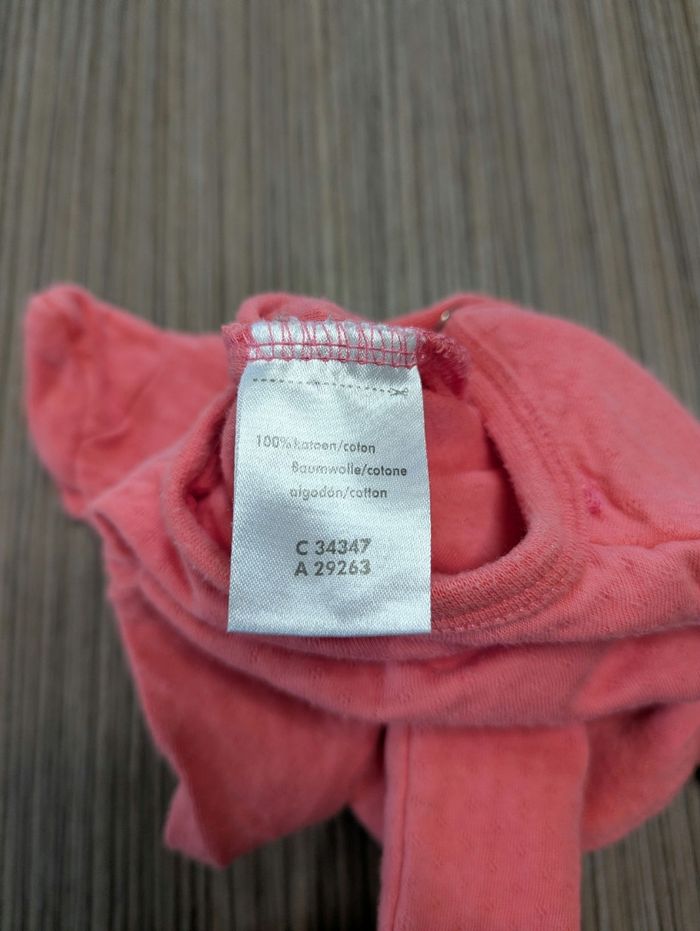 100% katoen/coton
Baumwolle/cotone
algodón/cotton
C 34347
A 29263